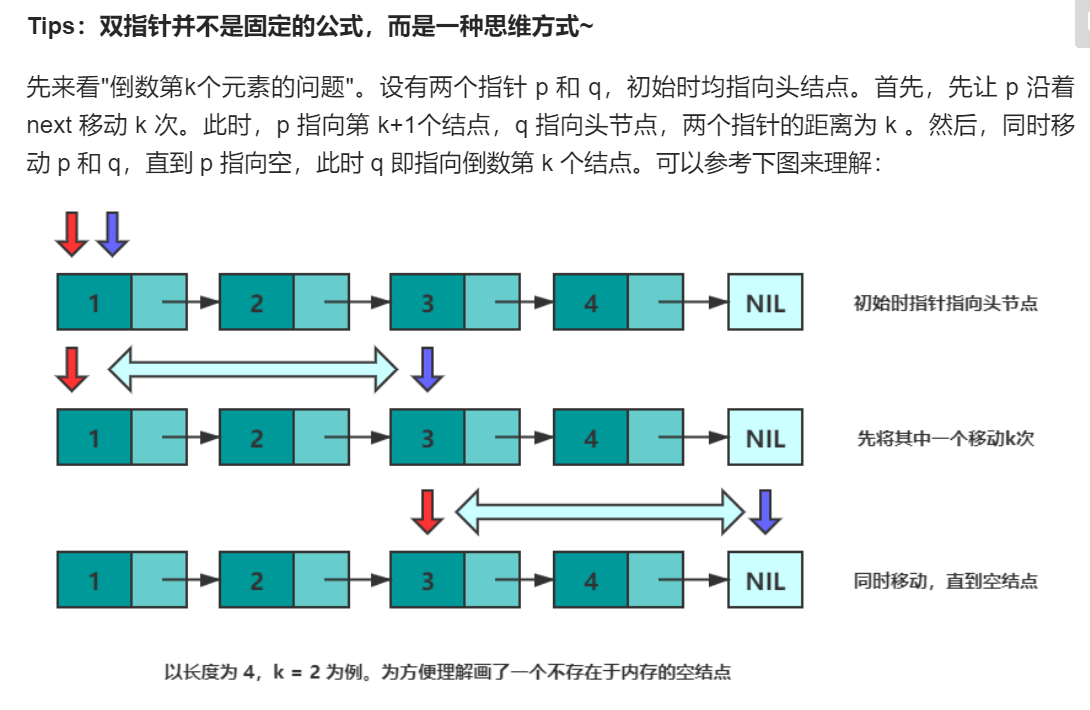 Tips：双指针并不是固定的公式，而是一种思维方式~
先来看"倒数第k个元素的问题"。设有两个指针 p 和 q，初始时均指向头结点。首先，先让 p 沿着
next 移动 k 次。此时，p 指向第 k+1个结点，q 指向头节点，两个指针的距离为 k 。然后，同时移
动 p 和 q，直到 p 指向空，此时 q 即指向倒数第 k 个结点。可以参考下图来理解：
1 2 3 4 NIL 初始时指针指向头节点
1 2 3 4 NIL 先将其中一个移动k次
1 2 3 4 NIL 同时移动，直到空结点
以长度为 4，k = 2 为例。为方便理解画了一个不存在于内存的空结点